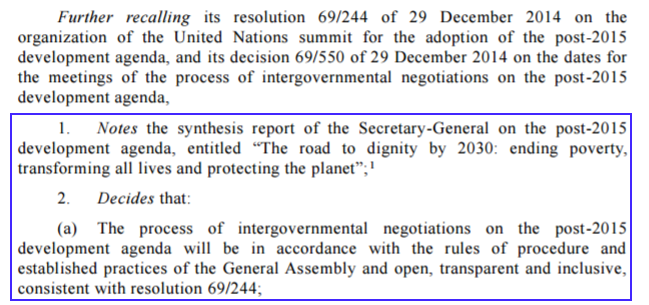 Further recalling its resolution 69/244 of 29 December 2014 on the
organization of the United Nations summit for the adoption of the post-2015
development agenda, and its decision 69/550 of 29 December 2014 on the dates for
the meetings of the process of intergovernmental negotiations on the post-2015
development agenda,
1. Notes the synthesis report of the Secretary-General on the post-2015
development agenda, entitled “The road to dignity by 2030: ending poverty,
transforming all lives and protecting the planet”;¹
2. Decides that:
(a) The process of intergovernmental negotiations on the post-2015
development agenda will be in accordance with the rules of procedure and
established practices of the General Assembly and open, transparent and inclusive,
consistent with resolution 69/244;